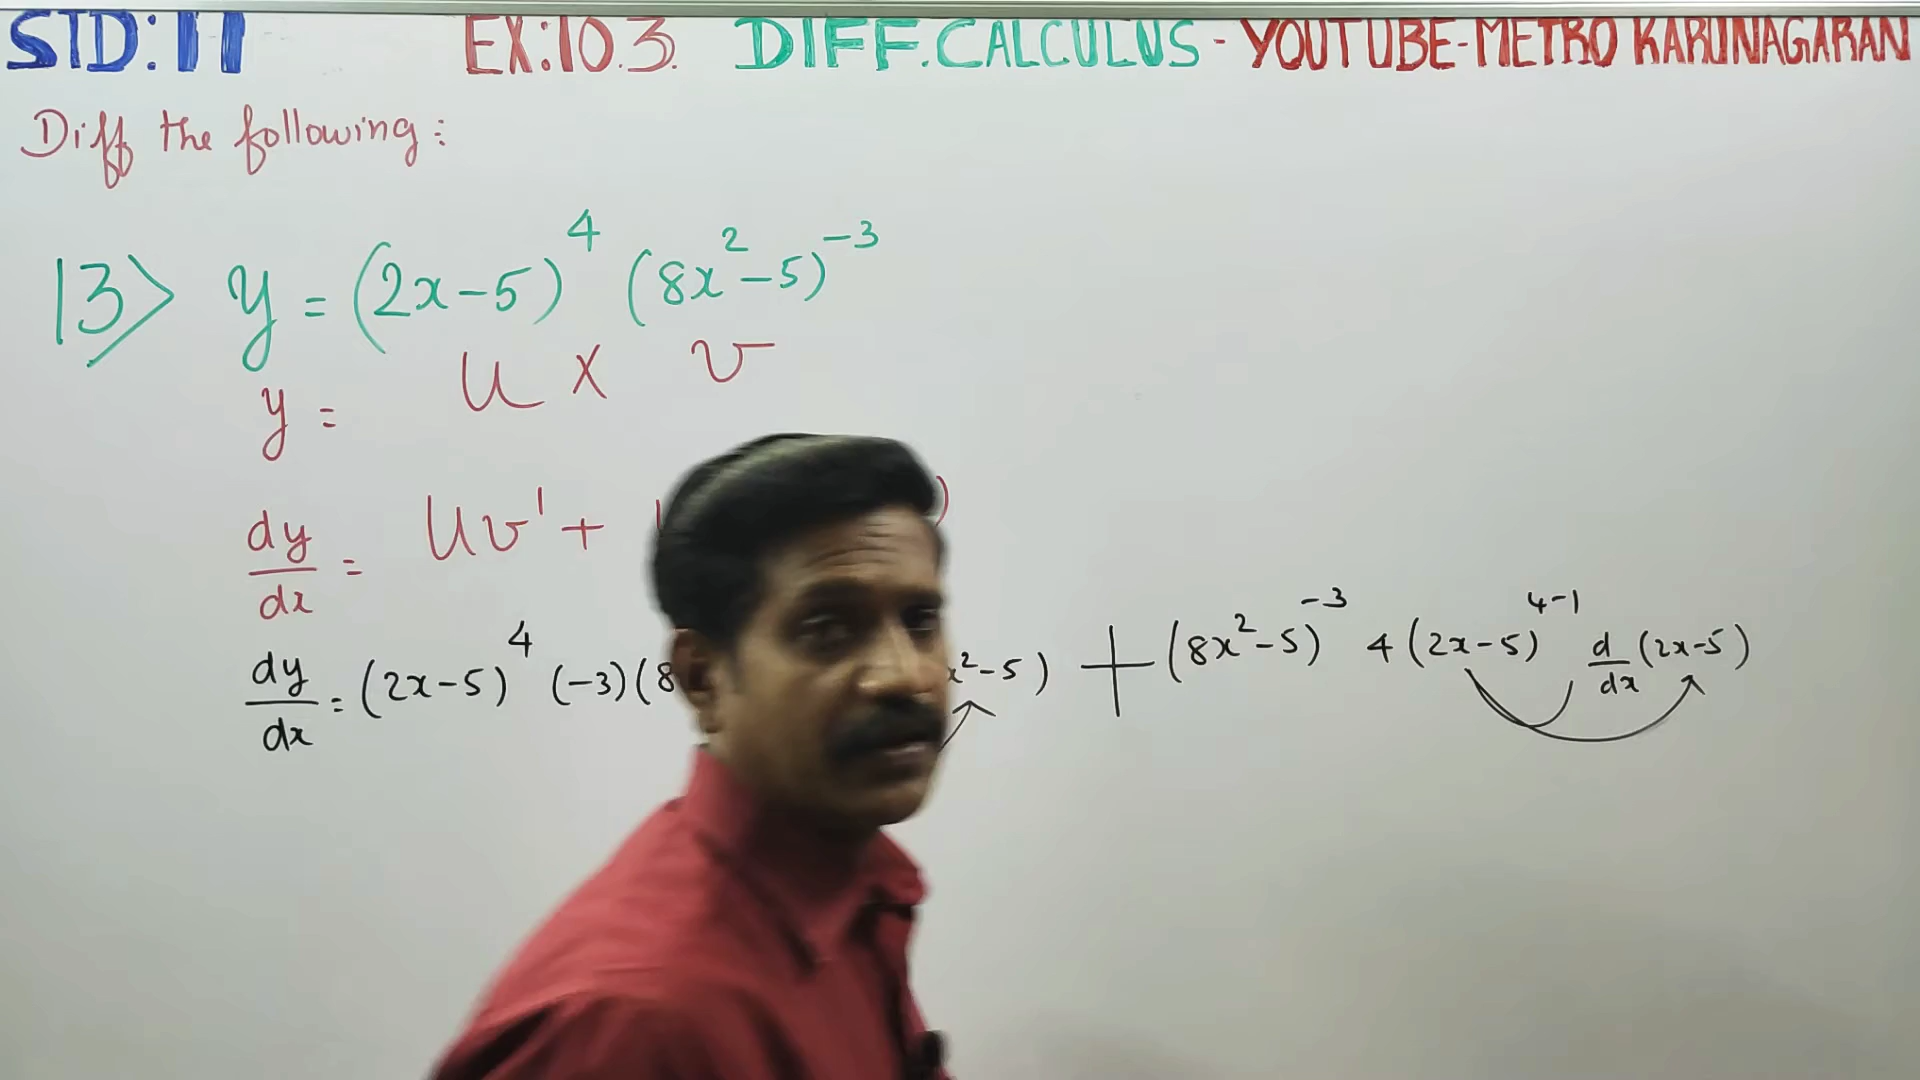 STD: 11 EX: 10.3. DIFF. CALCULUS - YOUTUBE-METRO KARUNAGARAN
Diff the following:
13> y = (2x-5)^4 (8x^2-5)^-3
y = u x v
dy/dx = uv' +
dy/dx = (2x-5)^4 (-3)(8 x^2-5) + (8x^2-5)^-3 4(2x-5)^4-1 d/dx (2x-5)